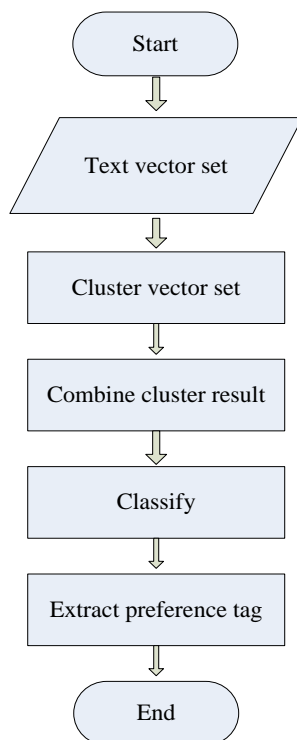 Start
Text vector set
Cluster vector set
Combine cluster result
Classify
Extract preference tag
End